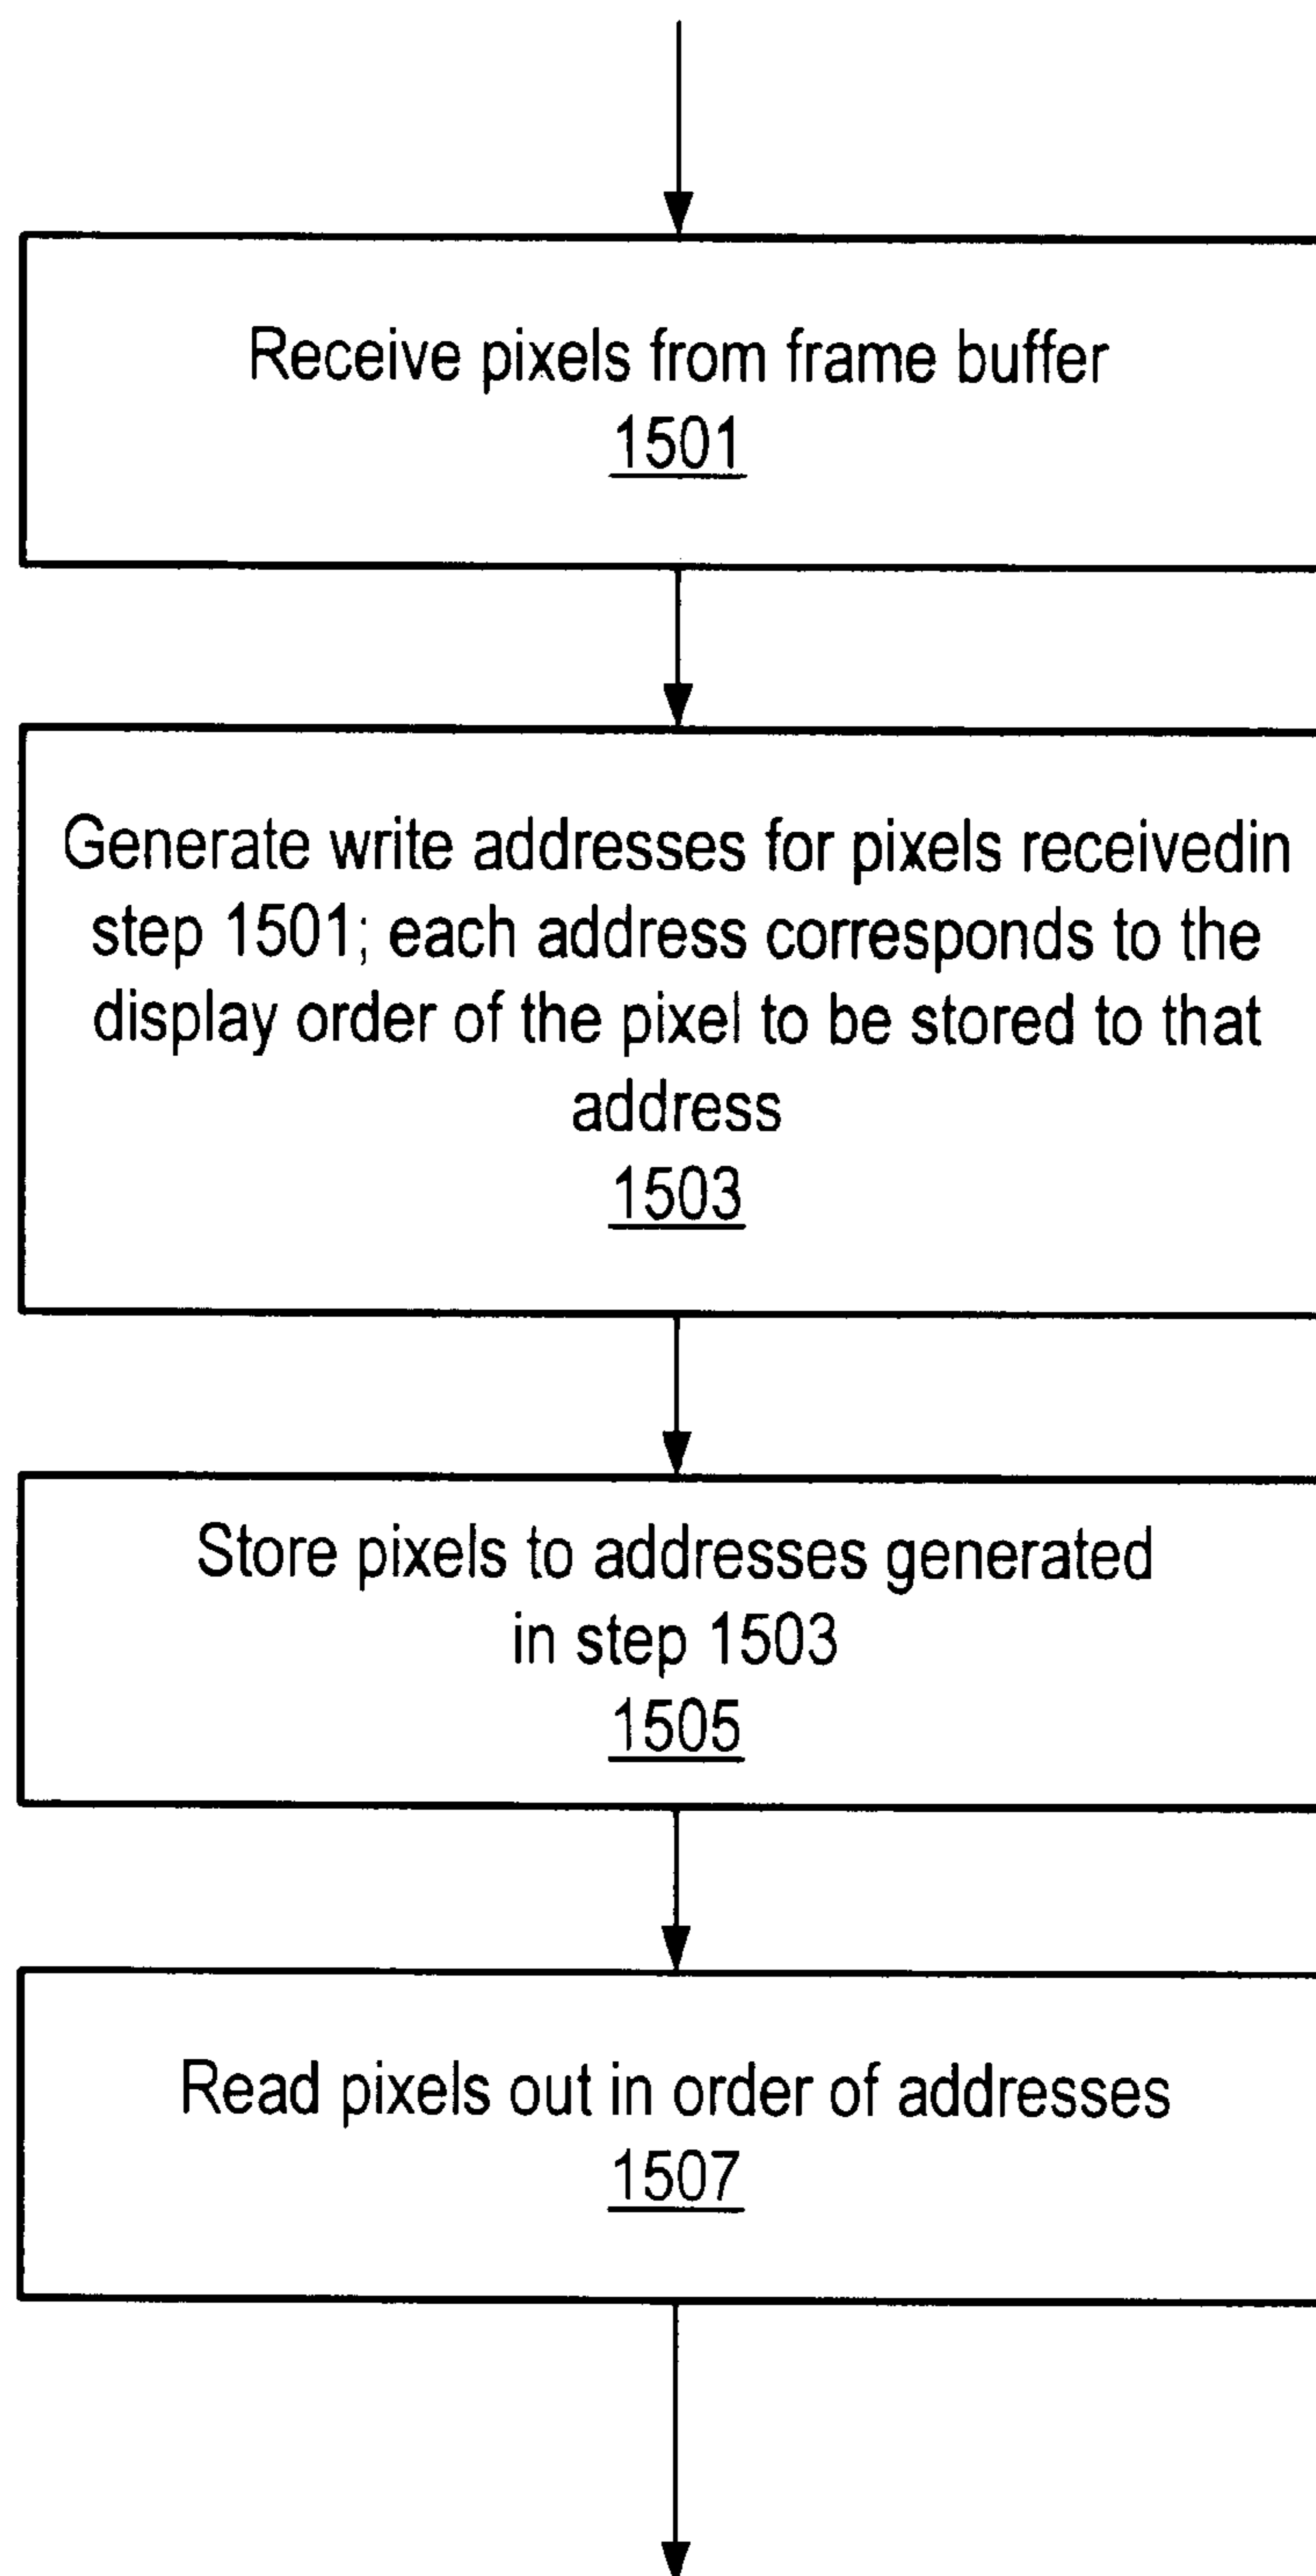 Receive pixels from frame buffer
1501
Generate write addresses for pixels receivedin
step 1501; each address corresponds to the
display order of the pixel to be stored to that
address
1503
Store pixels to addresses generated
in step 1503
1505
Read pixels out in order of addresses
1507